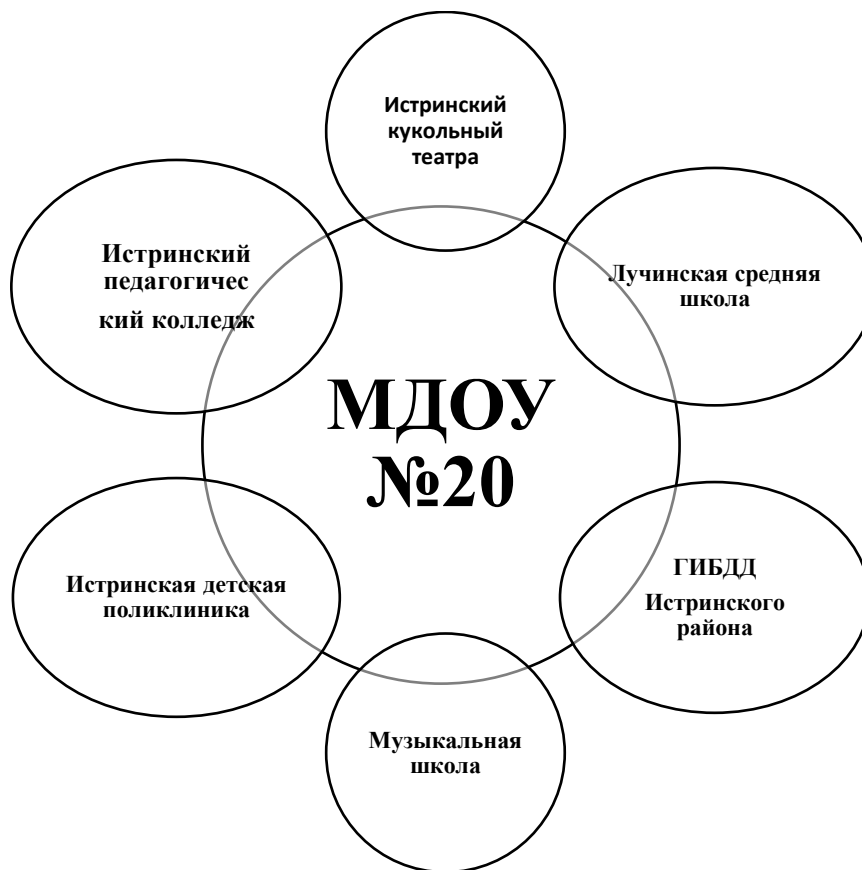 Истринский
кукольный
театра
Истринский
педагогичес
кий колледж
Лучинская средняя
школа
МДОУ
№20
Истринская детская
поликлиника
ГИБДД
Истринского
района
Музыкальная
школа